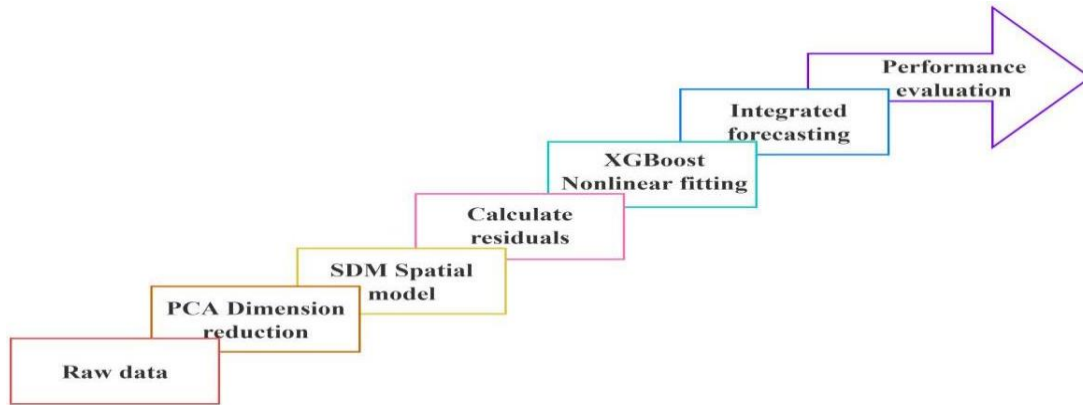 Performance
evaluation
Integrated
forecasting
XGBoost
Nonlinear fitting
Calculate
residuals
SDM Spatial
model
PCA Dimension
reduction
Raw data